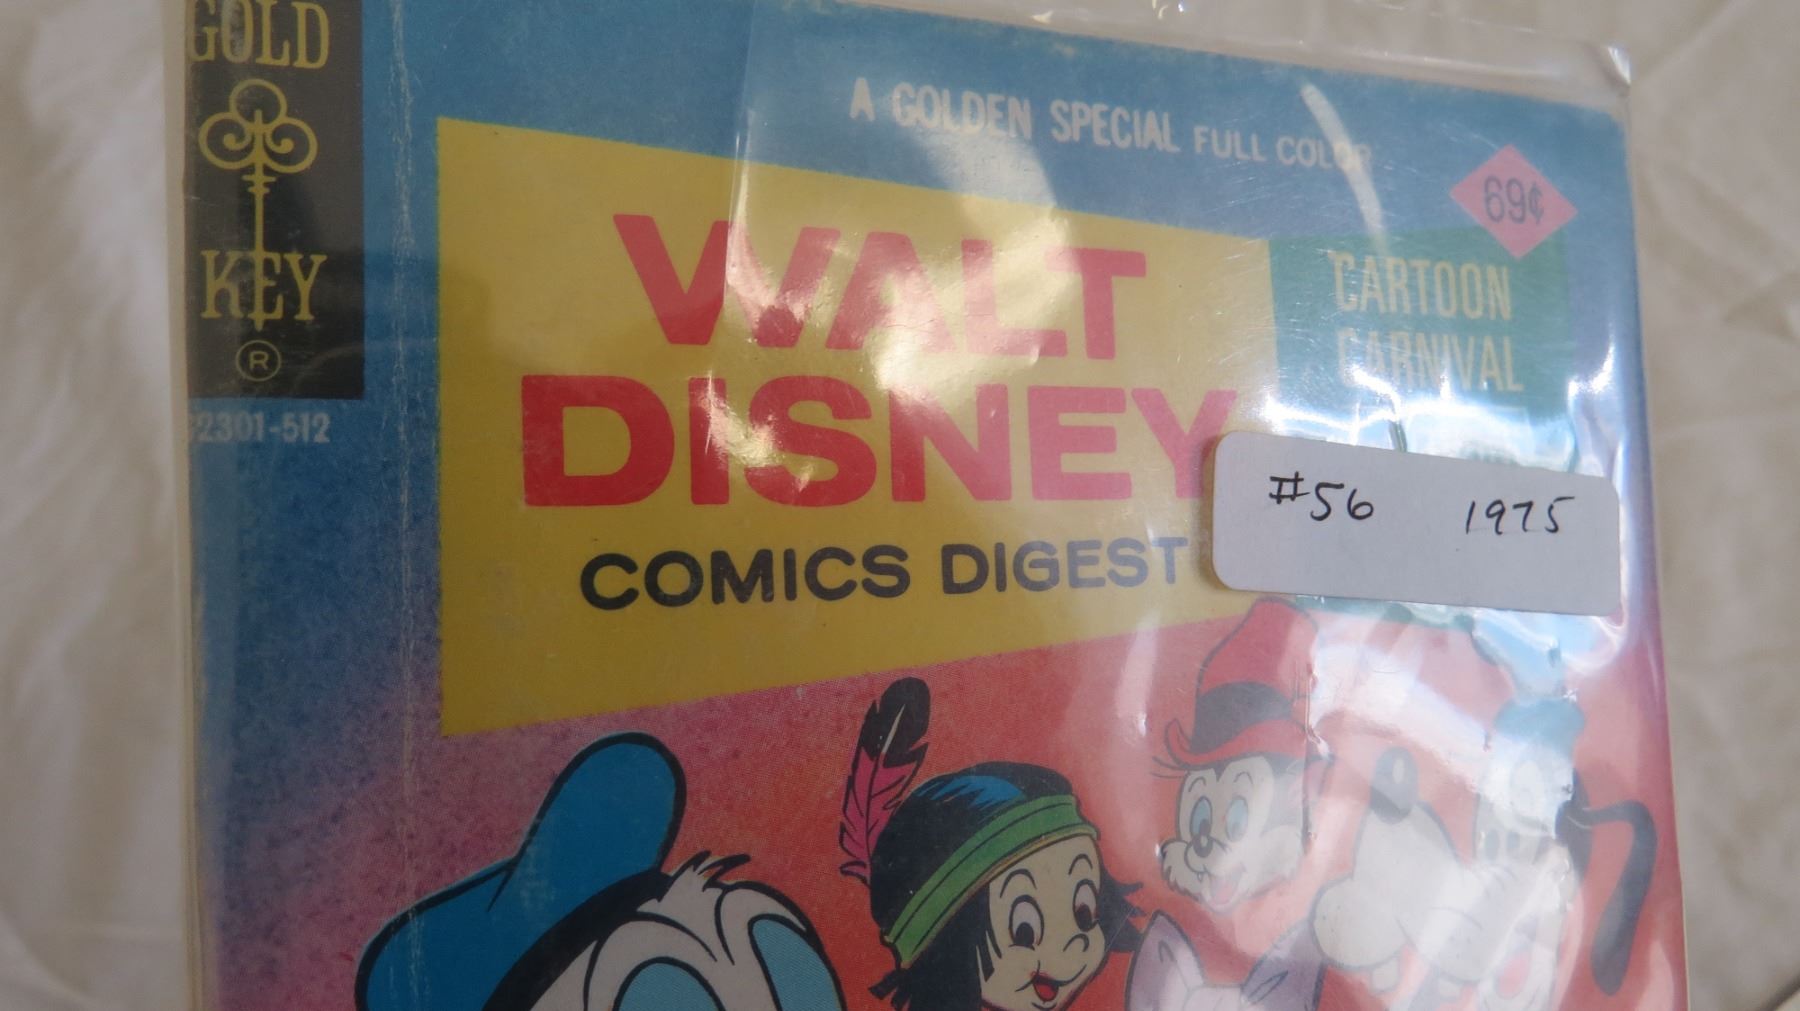 GOLD
KEY
®
2301-512
A GOLDEN SPECIAL FULL COLOR
69¢
WALT
DISNEY
COMICS DIGEST
CARTOON
CARNIVAL
#56 1975